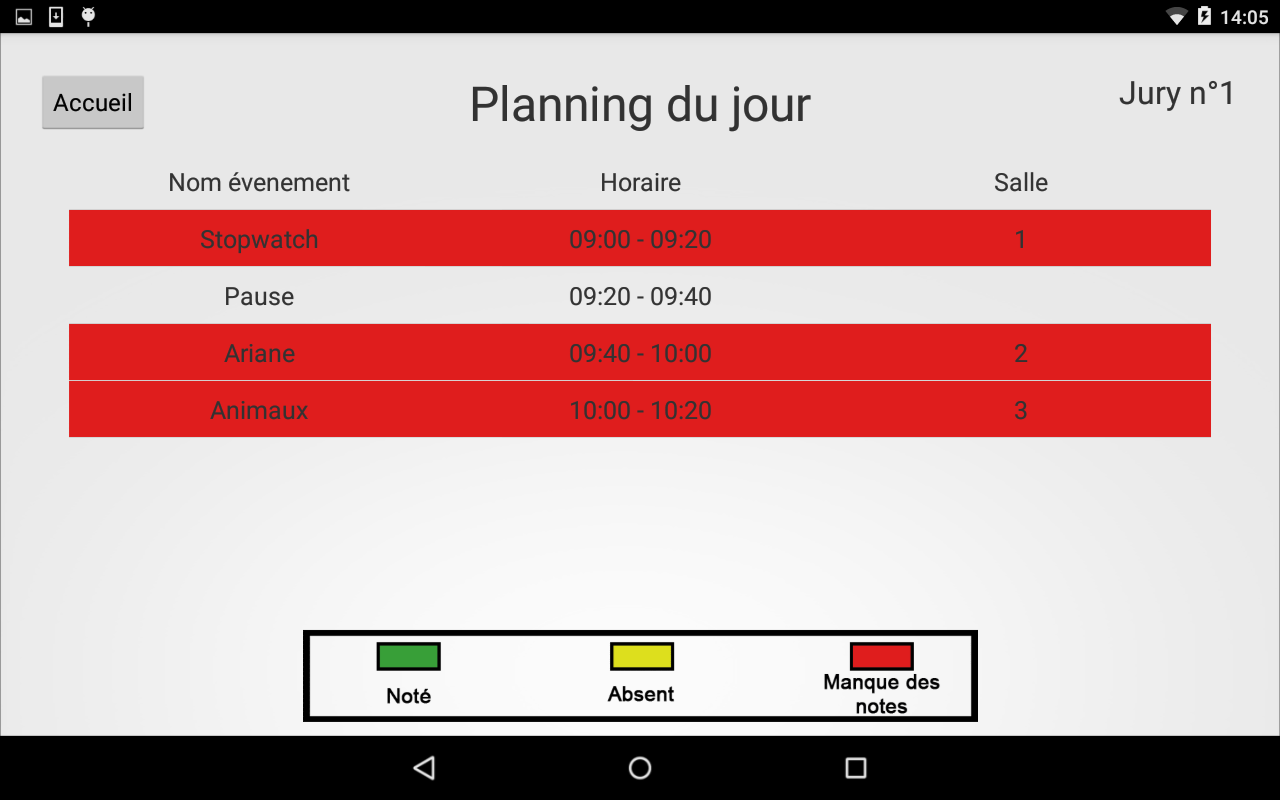 14:05
Accueil
Planning du jour
Jury n°1
Nom évenement Horaire Salle
Stopwatch 09:00 - 09:20 1
Pause 09:20 - 09:40
Ariane 09:40 - 10:00 2
Animaux 10:00 - 10:20 3
Noté
Absent
Manque des
notes